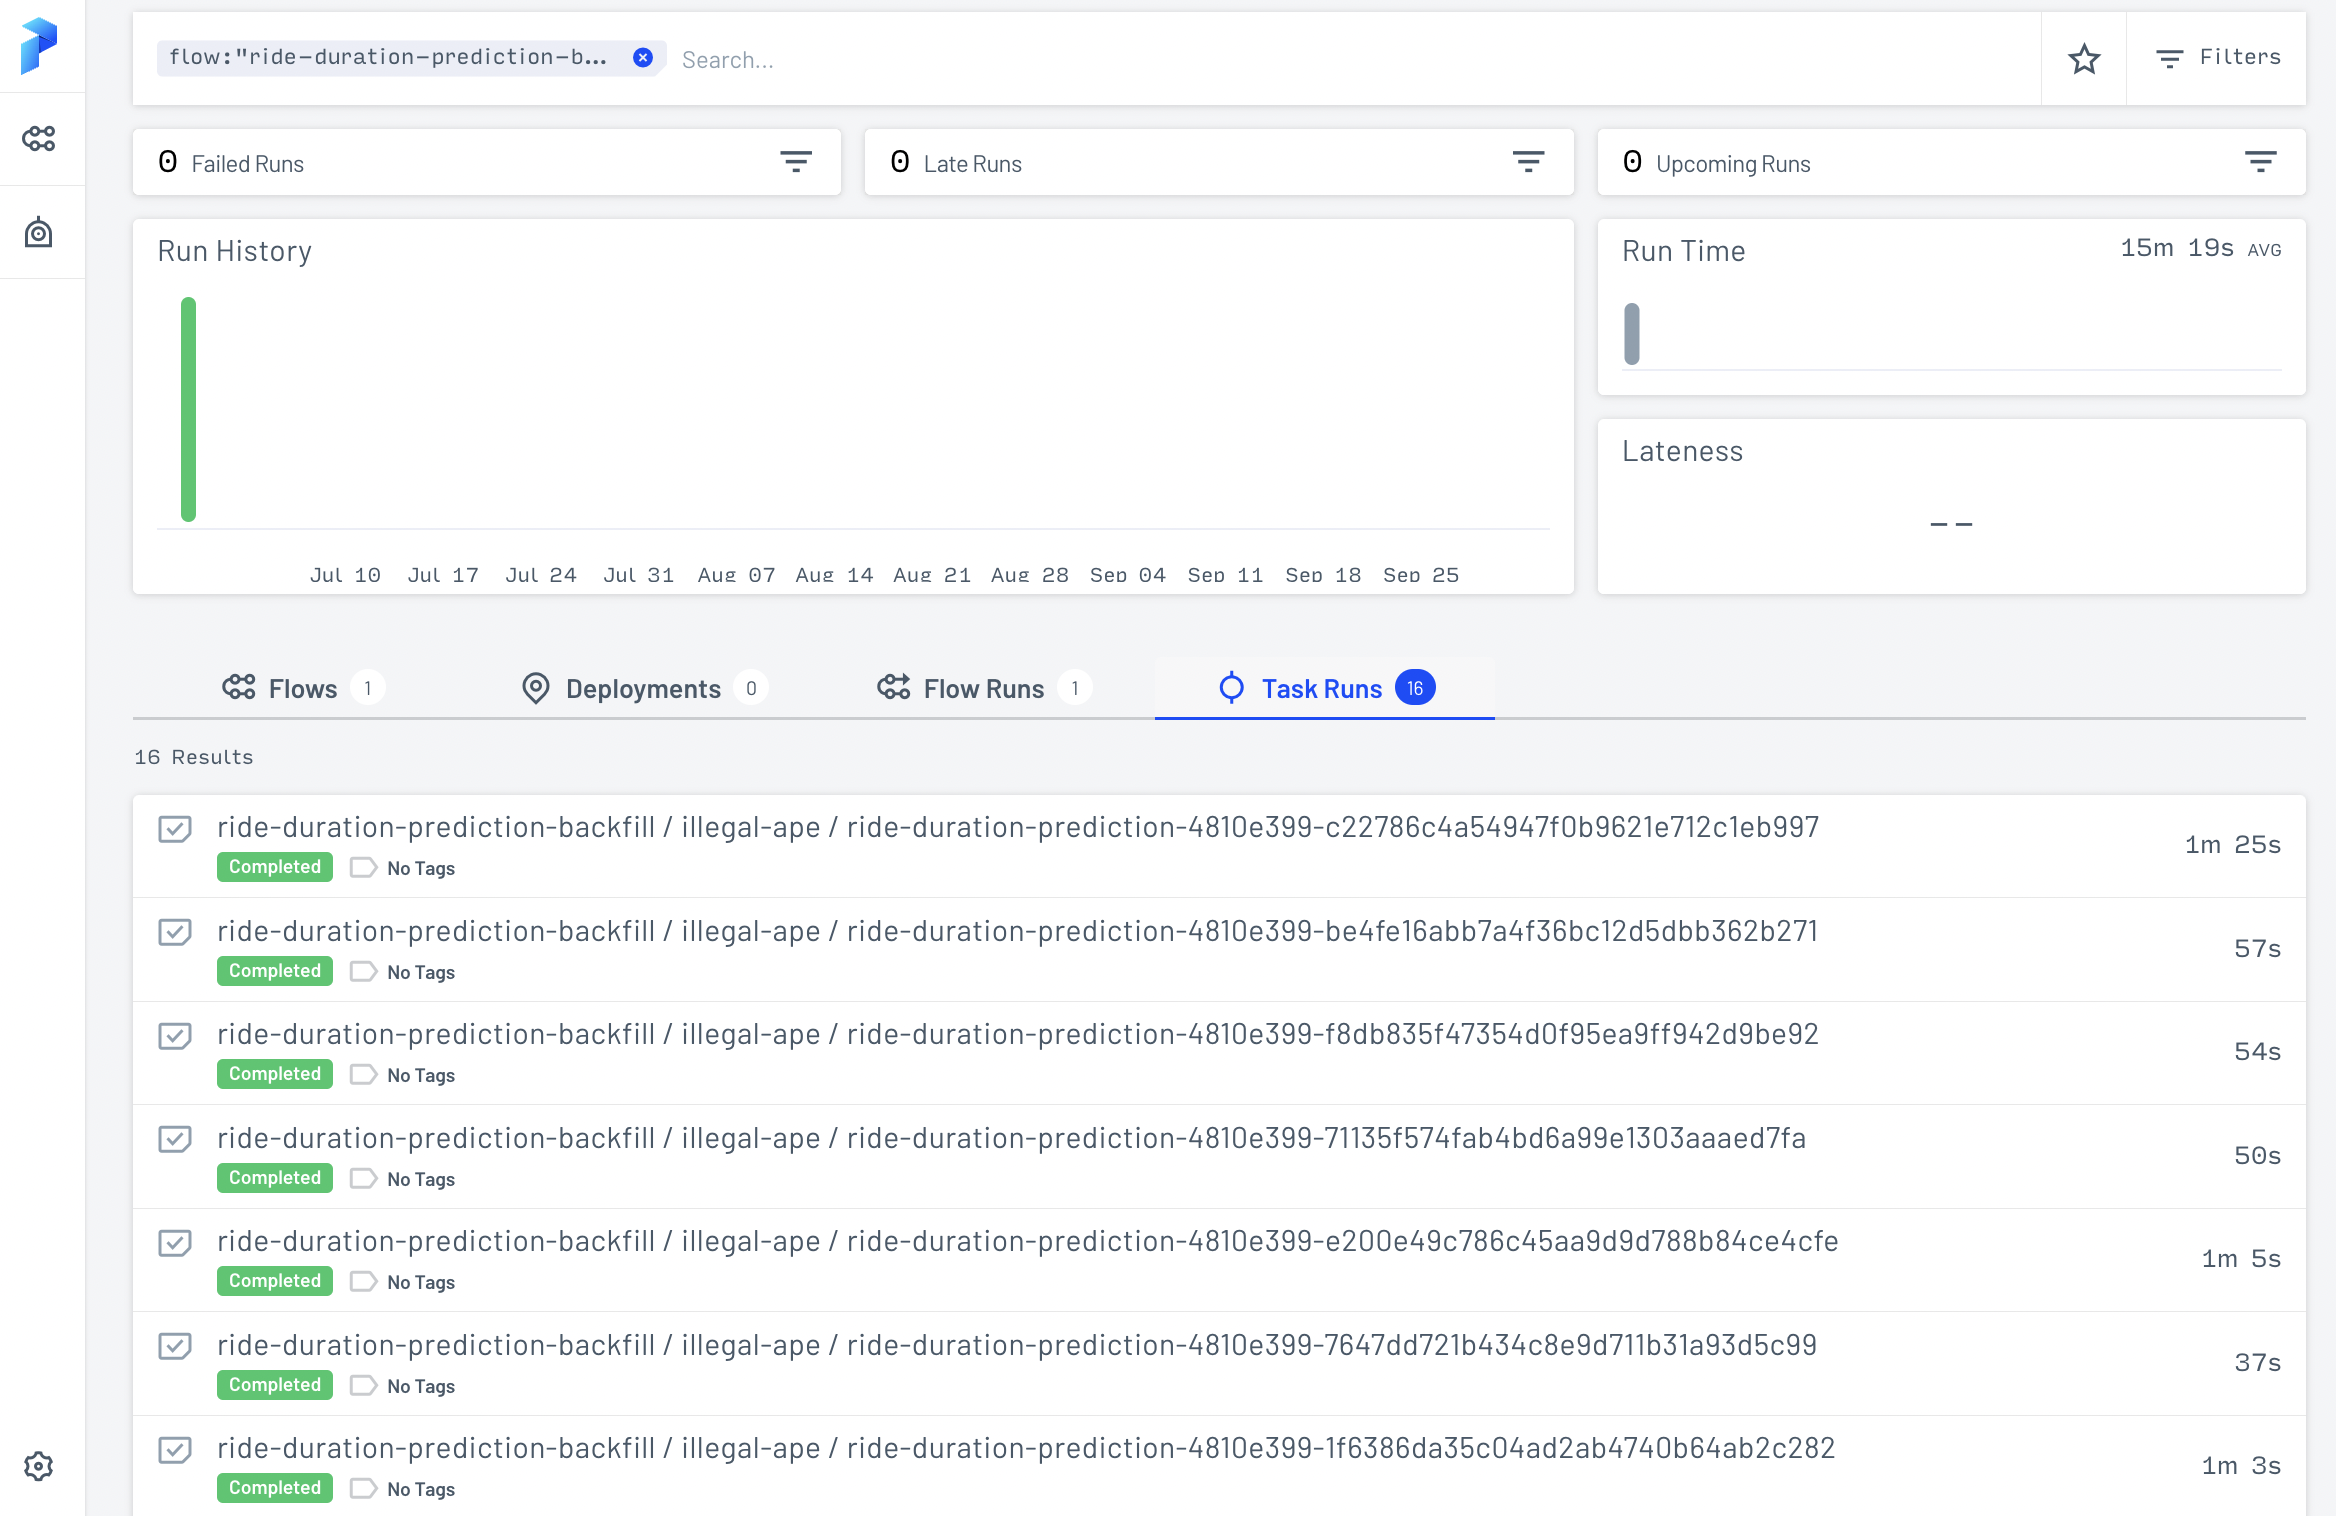 flow:"ride-duration-prediction-b...
Search...
Filters
0 Failed Runs
0 Late Runs
0 Upcoming Runs
Run History
Run Time
15m 19s AVG
Lateness
--
Jul 10 Jul 17 Jul 24 Jul 31 Aug 07 Aug 14 Aug 21 Aug 28 Sep 04 Sep 11 Sep 18 Sep 25
Flows 1
Deployments 0
Flow Runs 1
Task Runs 16
16 Results
ride-duration-prediction-backfill / illegal-ape / ride-duration-prediction-4810e399-c22786c4a54947f0b9621e712c1eb997
1m 25s
Completed No Tags
ride-duration-prediction-backfill / illegal-ape / ride-duration-prediction-4810e399-be4fe16abb7a4f36bc12d5dbb362b271
57s
Completed No Tags
ride-duration-prediction-backfill / illegal-ape / ride-duration-prediction-4810e399-f8db835f47354d0f95ea9ff942d9be92
54s
Completed No Tags
ride-duration-prediction-backfill / illegal-ape / ride-duration-prediction-4810e399-71135f574fab4bd6a99e1303aaaed7fa
50s
Completed No Tags
ride-duration-prediction-backfill / illegal-ape / ride-duration-prediction-4810e399-e200e49c786c45aa9d9d788b84ce4cfe
1m 5s
Completed No Tags
ride-duration-prediction-backfill / illegal-ape / ride-duration-prediction-4810e399-7647dd721b434c8e9d711b31a93d5c99
37s
Completed No Tags
ride-duration-prediction-backfill / illegal-ape / ride-duration-prediction-4810e399-1f6386da35c04ad2ab4740b64ab2c282
1m 3s
Completed No Tags